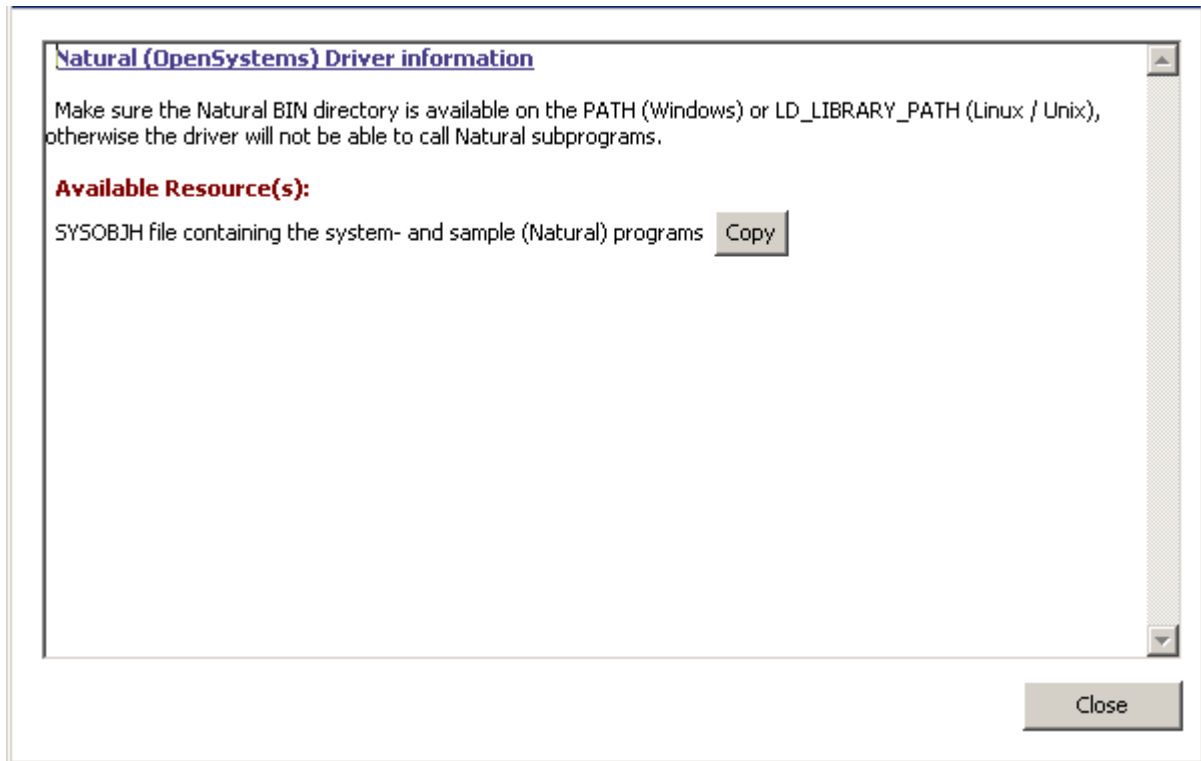 Natural (OpenSystems) Driver information
Make sure the Natural BIN directory is available on the PATH (Windows) or LD_LIBRARY_PATH (Linux / Unix),
otherwise the driver will not be able to call Natural subprograms.
Available Resource(s):
SYSOBJH file containing the system- and sample (Natural) programs Copy
Close